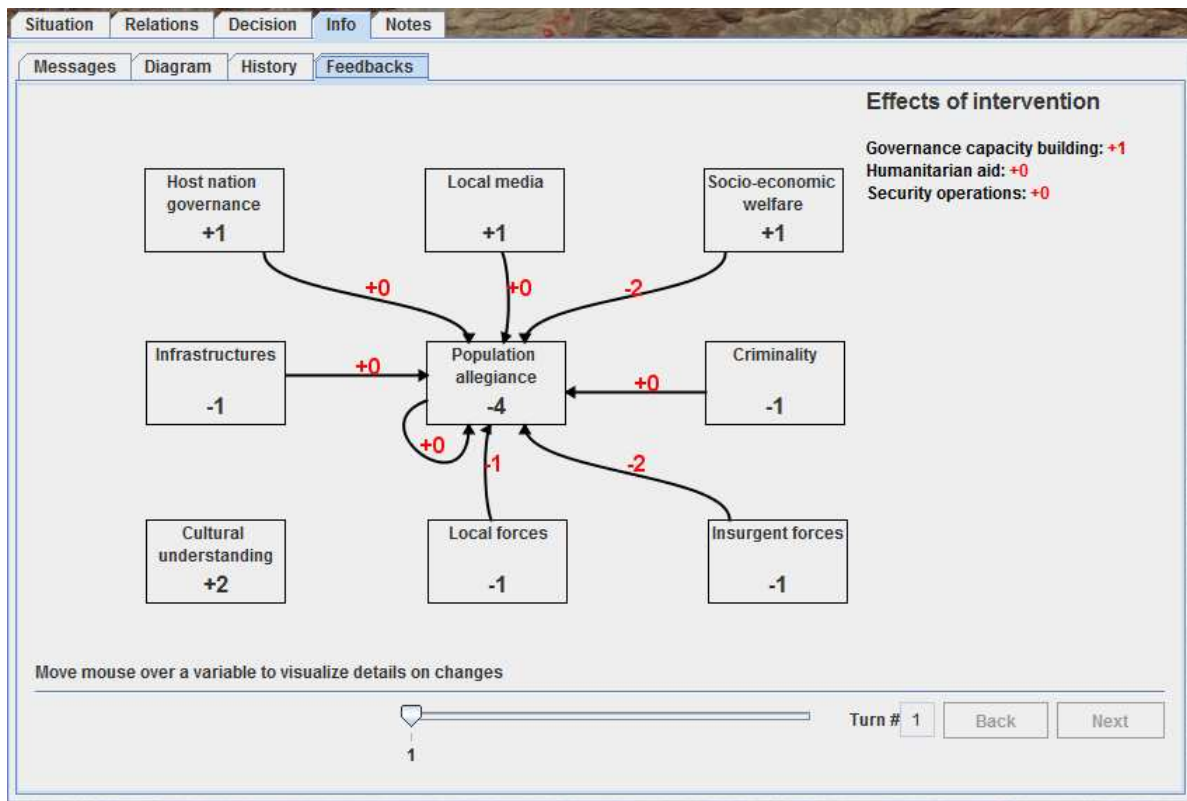 Situation Relations Decision Info Notes
Messages Diagram History Feedbacks
Effects of intervention
Governance capacity building: +1
Humanitarian aid: +0
Security operations: +0
Host nation
governance
+1
Local media
+1
Socio-economic
welfare
+1
+0
+0
-2
Infrastructures
-1
+0
Population
allegiance
-4
+0
Criminality
-1
+0
-1
-2
Cultural
understanding
+2
Local forces
-1
Insurgent forces
-1
Move mouse over a variable to visualize details on changes
1
Turn # 1 Back Next